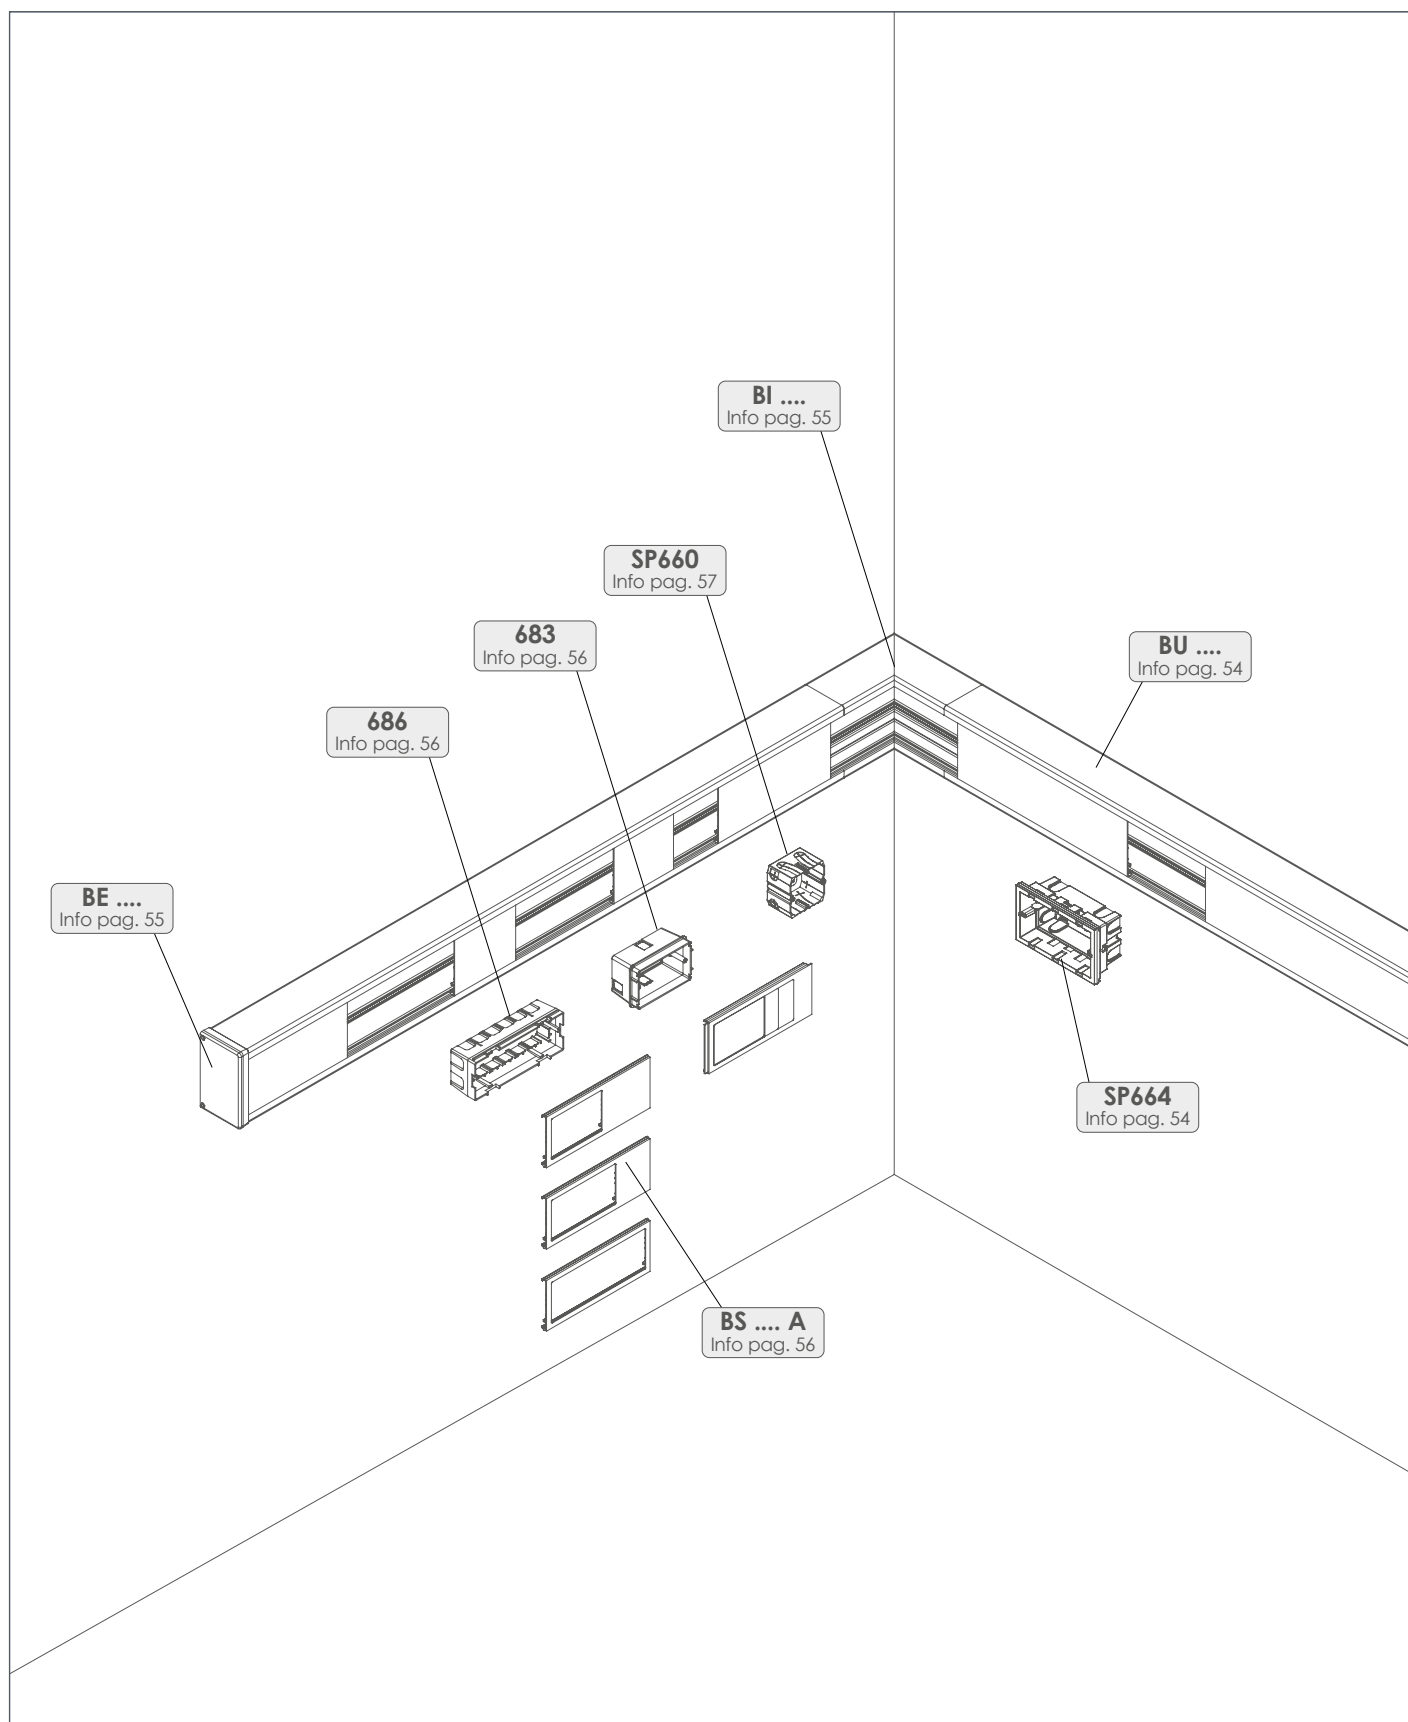 BI ....
Info pag. 55
SP660
Info pag. 57
683
Info pag. 56
BU ....
Info pag. 54
686
Info pag. 56
BE ....
Info pag. 55
SP664
Info pag. 54
BS .... A
Info pag. 56